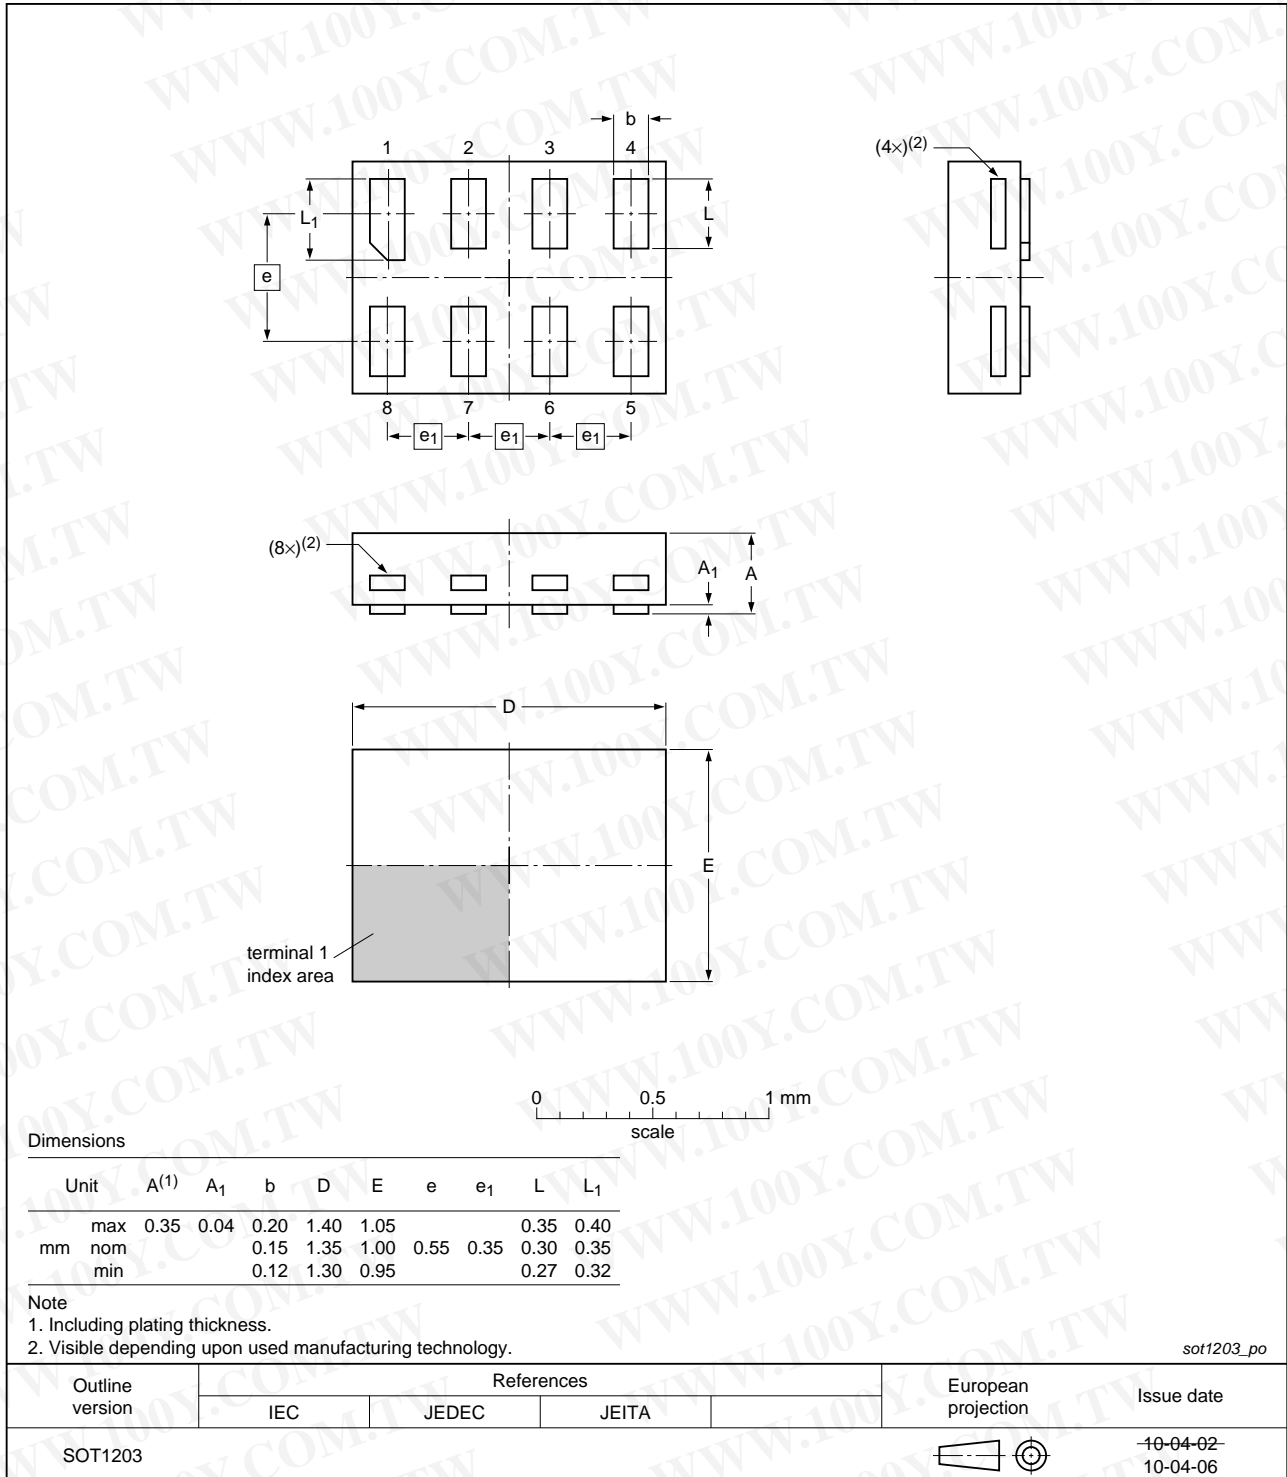 b
1 2 3 4
(4×)(2)
L1
L
e
8 7 6 5
e1 e1 e1
(8×)(2)
A1 A
D
E
terminal 1
index area
0 0.5 1 mm
scale
Dimensions
Unit A(1) A1 b D E e e1 L L1
max 0.35 0.04 0.20 1.40 1.05 0.35 0.40
mm nom 0.15 1.35 1.00 0.55 0.35 0.30 0.35
min 0.12 1.30 0.95 0.27 0.32
Note
1. Including plating thickness.
2. Visible depending upon used manufacturing technology.
sot1203_po
Outline
version
References
IEC JEDEC JEITA
European
projection
Issue date
SOT1203
10-04-02
10-04-06
WWW.100Y.COM.TW